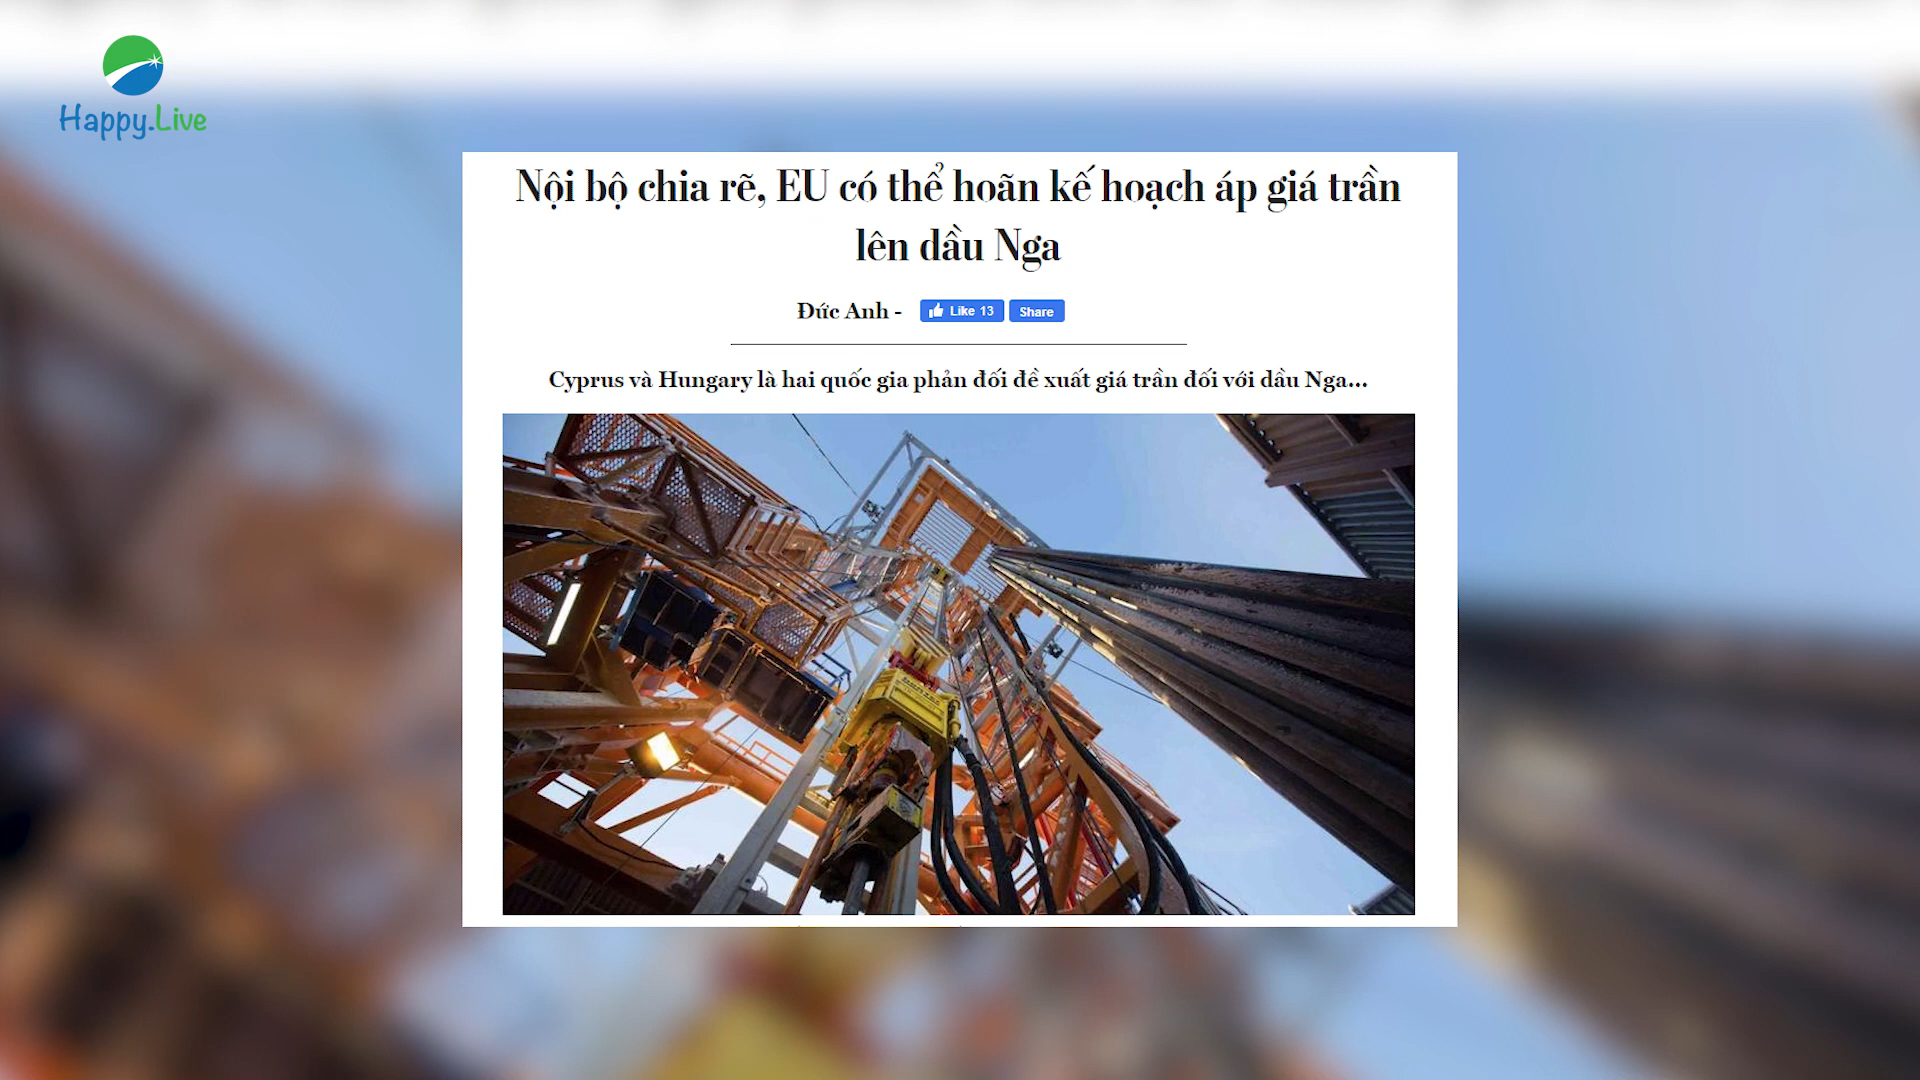 Happy.Live
Nội bộ chia rẽ, EU có thể hoãn kế hoạch áp giá trần
lên dầu Nga
Đức Anh -
Like 13
Share
Cyprus và Hungary là hai quốc gia phản đối đề xuất giá trần đối với dầu Nga...